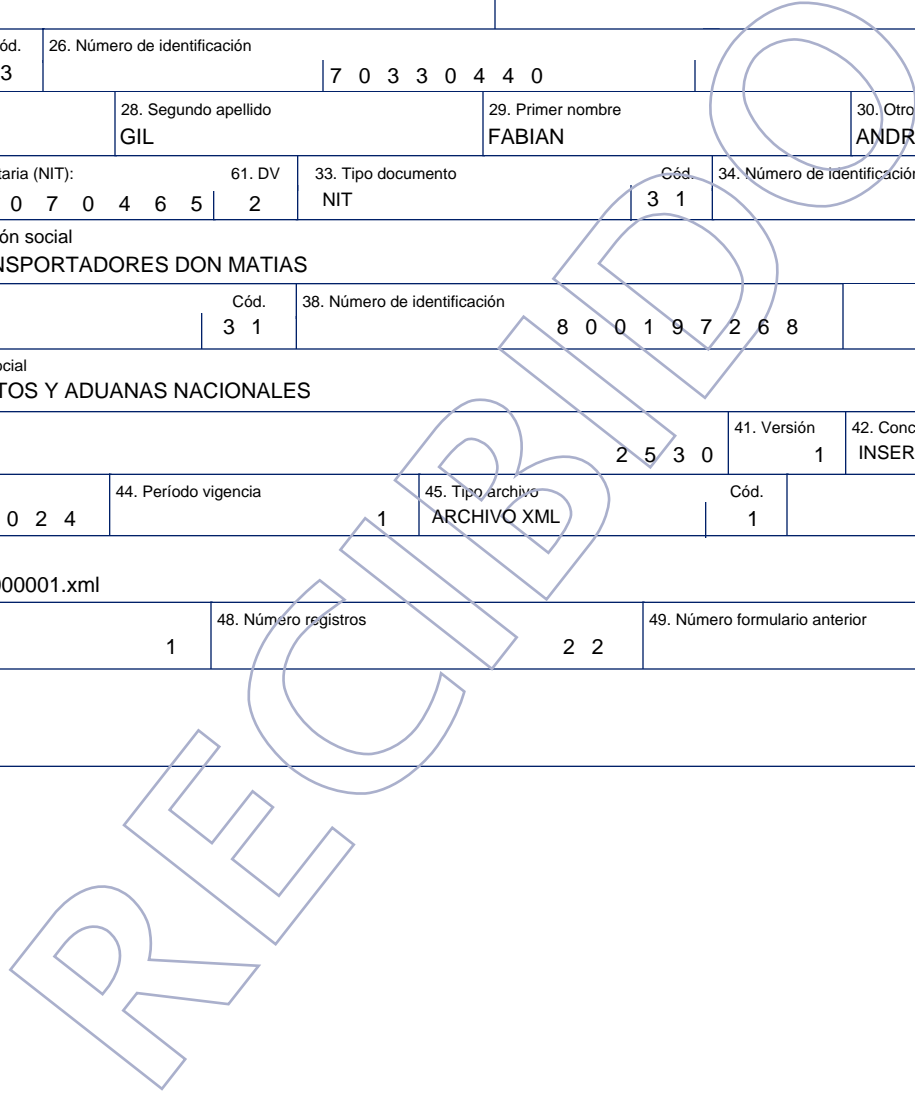 ód. 26. Número de identificación
3 7 0 3 3 0 4 4 0
28. Segundo apellido 29. Primer nombre 30. Otro
GIL FABIAN ANDR
taria (NIT): 61. DV 33. Tipo documento Cód. 34. Número de identificación
0 7 0 4 6 5 2 NIT 3 1
ón social
NSPORTADORES DON MATIAS
Cód. 38. Número de identificación
3 1 8 0 0 1 9 7 2 6 8
ocial
TOS Y ADUANAS NACIONALES
41. Versión 42. Conc
2 5 3 0 1 INSER
44. Período vigencia 45. Tipo archivo Cód.
0 2 4 1 ARCHIVO XML 1
000001.xml
48. Número registros 49. Número formulario anterior
1 2 2
RECIBIDO